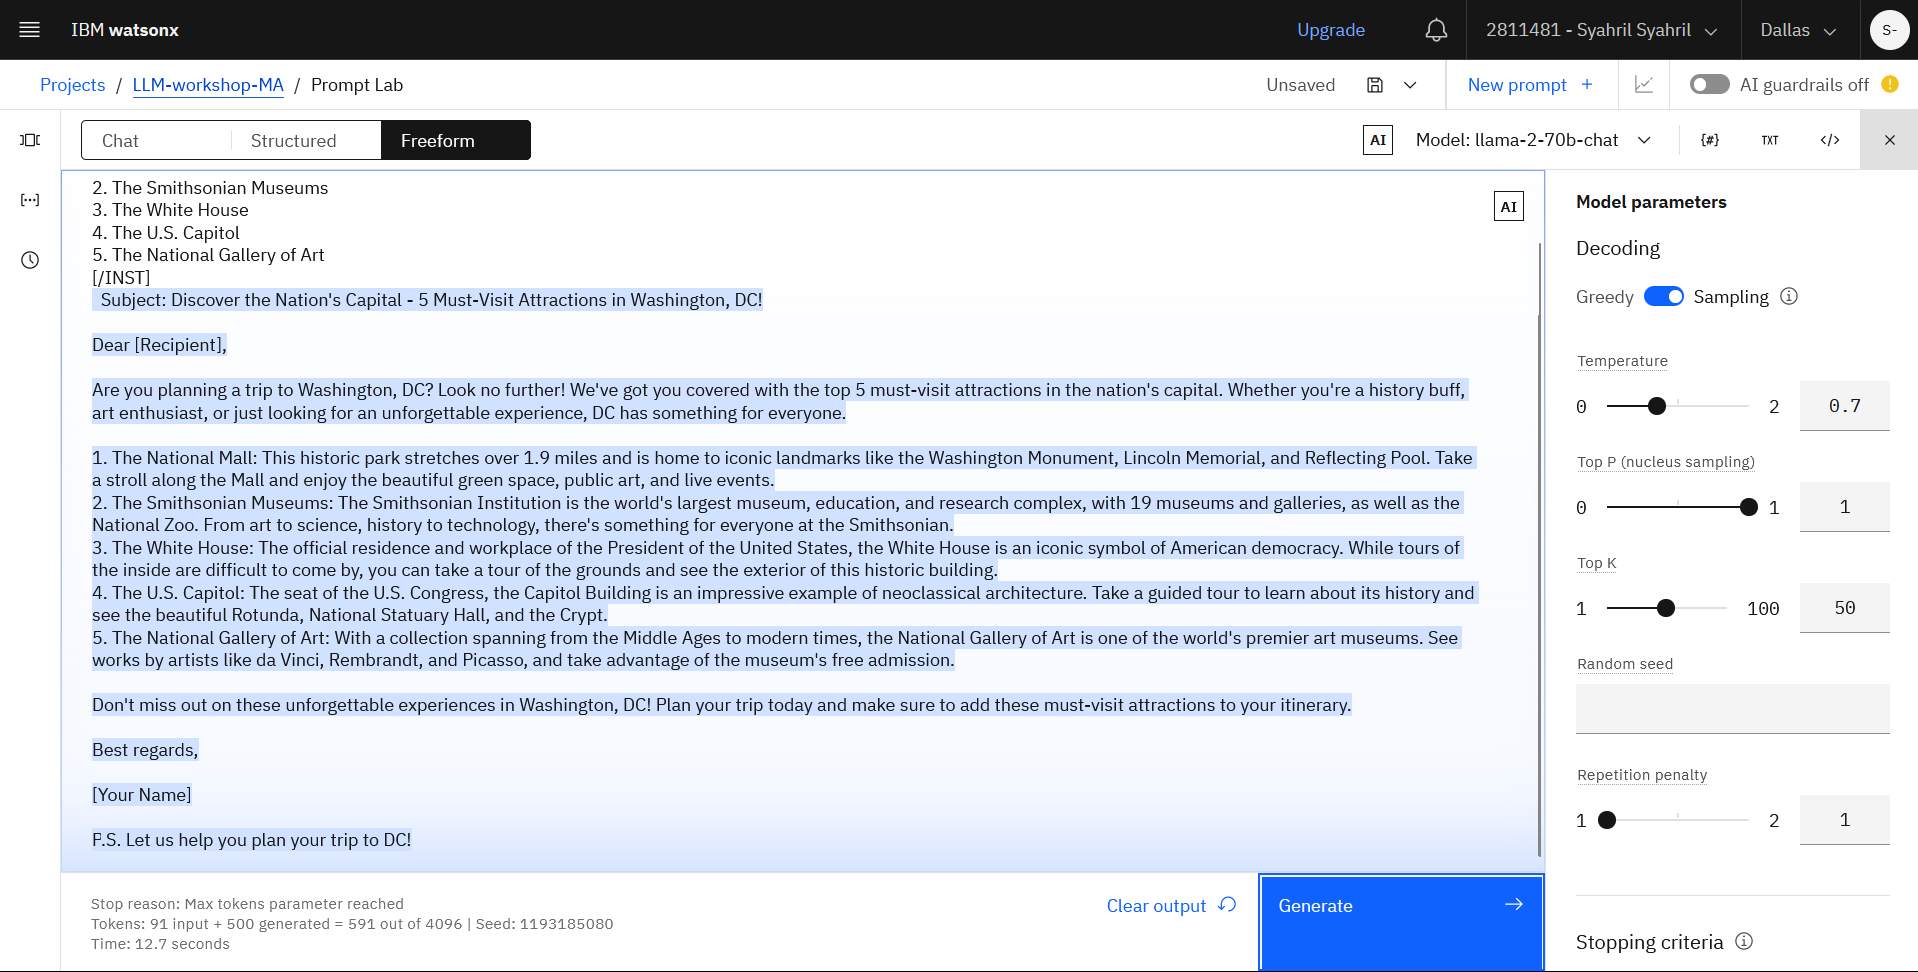 IBM watsonx
Upgrade
2811481 - Syahril Syahril
Dallas
S-
Projects / LLM-workshop-MA / Prompt Lab
Unsaved
New prompt +
AI guardrails off
Chat
Structured
Freeform
AI
Model: llama-2-70b-chat
{#}
TXT
</>
2. The Smithsonian Museums
3. The White House
4. The U.S. Capitol
5. The National Gallery of Art
[/INST]
Subject: Discover the Nation's Capital - 5 Must-Visit Attractions in Washington, DC!
Dear [Recipient],
Are you planning a trip to Washington, DC? Look no further! We've got you covered with the top 5 must-visit attractions in the nation's capital. Whether you're a history buff,
art enthusiast, or just looking for an unforgettable experience, DC has something for everyone.
1. The National Mall: This historic park stretches over 1.9 miles and is home to iconic landmarks like the Washington Monument, Lincoln Memorial, and Reflecting Pool. Take
a stroll along the Mall and enjoy the beautiful green space, public art, and live events.
2. The Smithsonian Museums: The Smithsonian Institution is the world's largest museum, education, and research complex, with 19 museums and galleries, as well as the
National Zoo. From art to science, history to technology, there's something for everyone at the Smithsonian.
3. The White House: The official residence and workplace of the President of the United States, the White House is an iconic symbol of American democracy. While tours of
the inside are difficult to come by, you can take a tour of the grounds and see the exterior of this historic building.
4. The U.S. Capitol: The seat of the U.S. Congress, the Capitol Building is an impressive example of neoclassical architecture. Take a guided tour to learn about its history and
see the beautiful Rotunda, National Statuary Hall, and the Crypt.
5. The National Gallery of Art: With a collection spanning from the Middle Ages to modern times, the National Gallery of Art is one of the world's premier art museums. See
works by artists like da Vinci, Rembrandt, and Picasso, and take advantage of the museum's free admission.
Don't miss out on these unforgettable experiences in Washington, DC! Plan your trip today and make sure to add these must-visit attractions to your itinerary.
Best regards,
[Your Name]
P.S. Let us help you plan your trip to DC!
AI
Stop reason: Max tokens parameter reached
Tokens: 91 input + 500 generated = 591 out of 4096 | Seed: 1193185080
Time: 12.7 seconds
Clear output
Generate
Model parameters
Decoding
Greedy
Sampling
Temperature
0
2
0.7
Top P (nucleus sampling)
0
1
1
Top K
1
100
50
Random seed
Repetition penalty
1
2
1
Stopping criteria